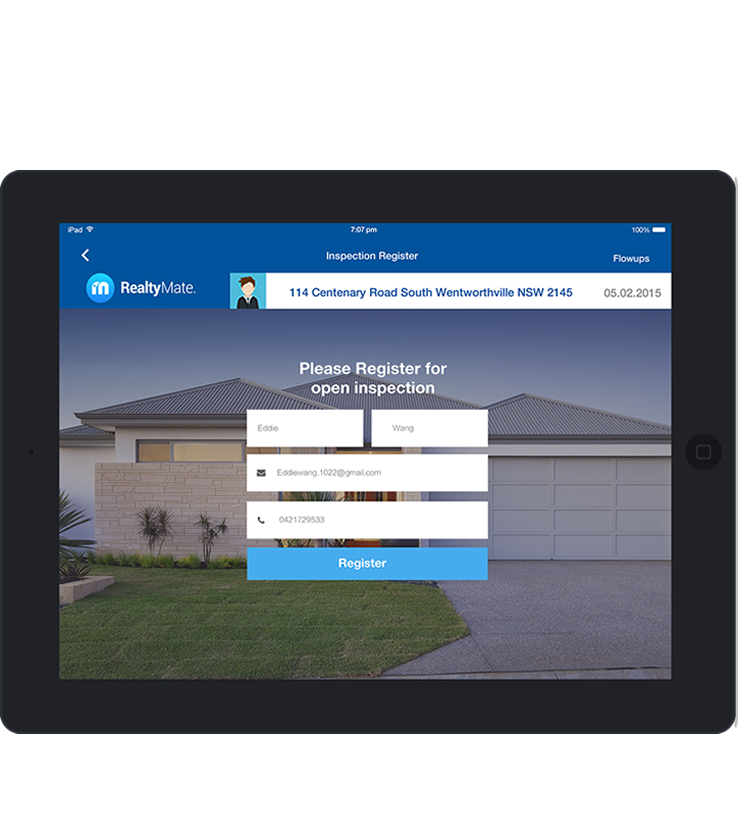 iPad 7:07 pm 100%
Inspection Register
Flowups
RealtyMate.
114 Centenary Road South Wentworthville NSW 2145 05.02.2015
Please Register for
open inspection
Eddie Wang
Eddiewang.1022@gmail.com
0421729533
Register